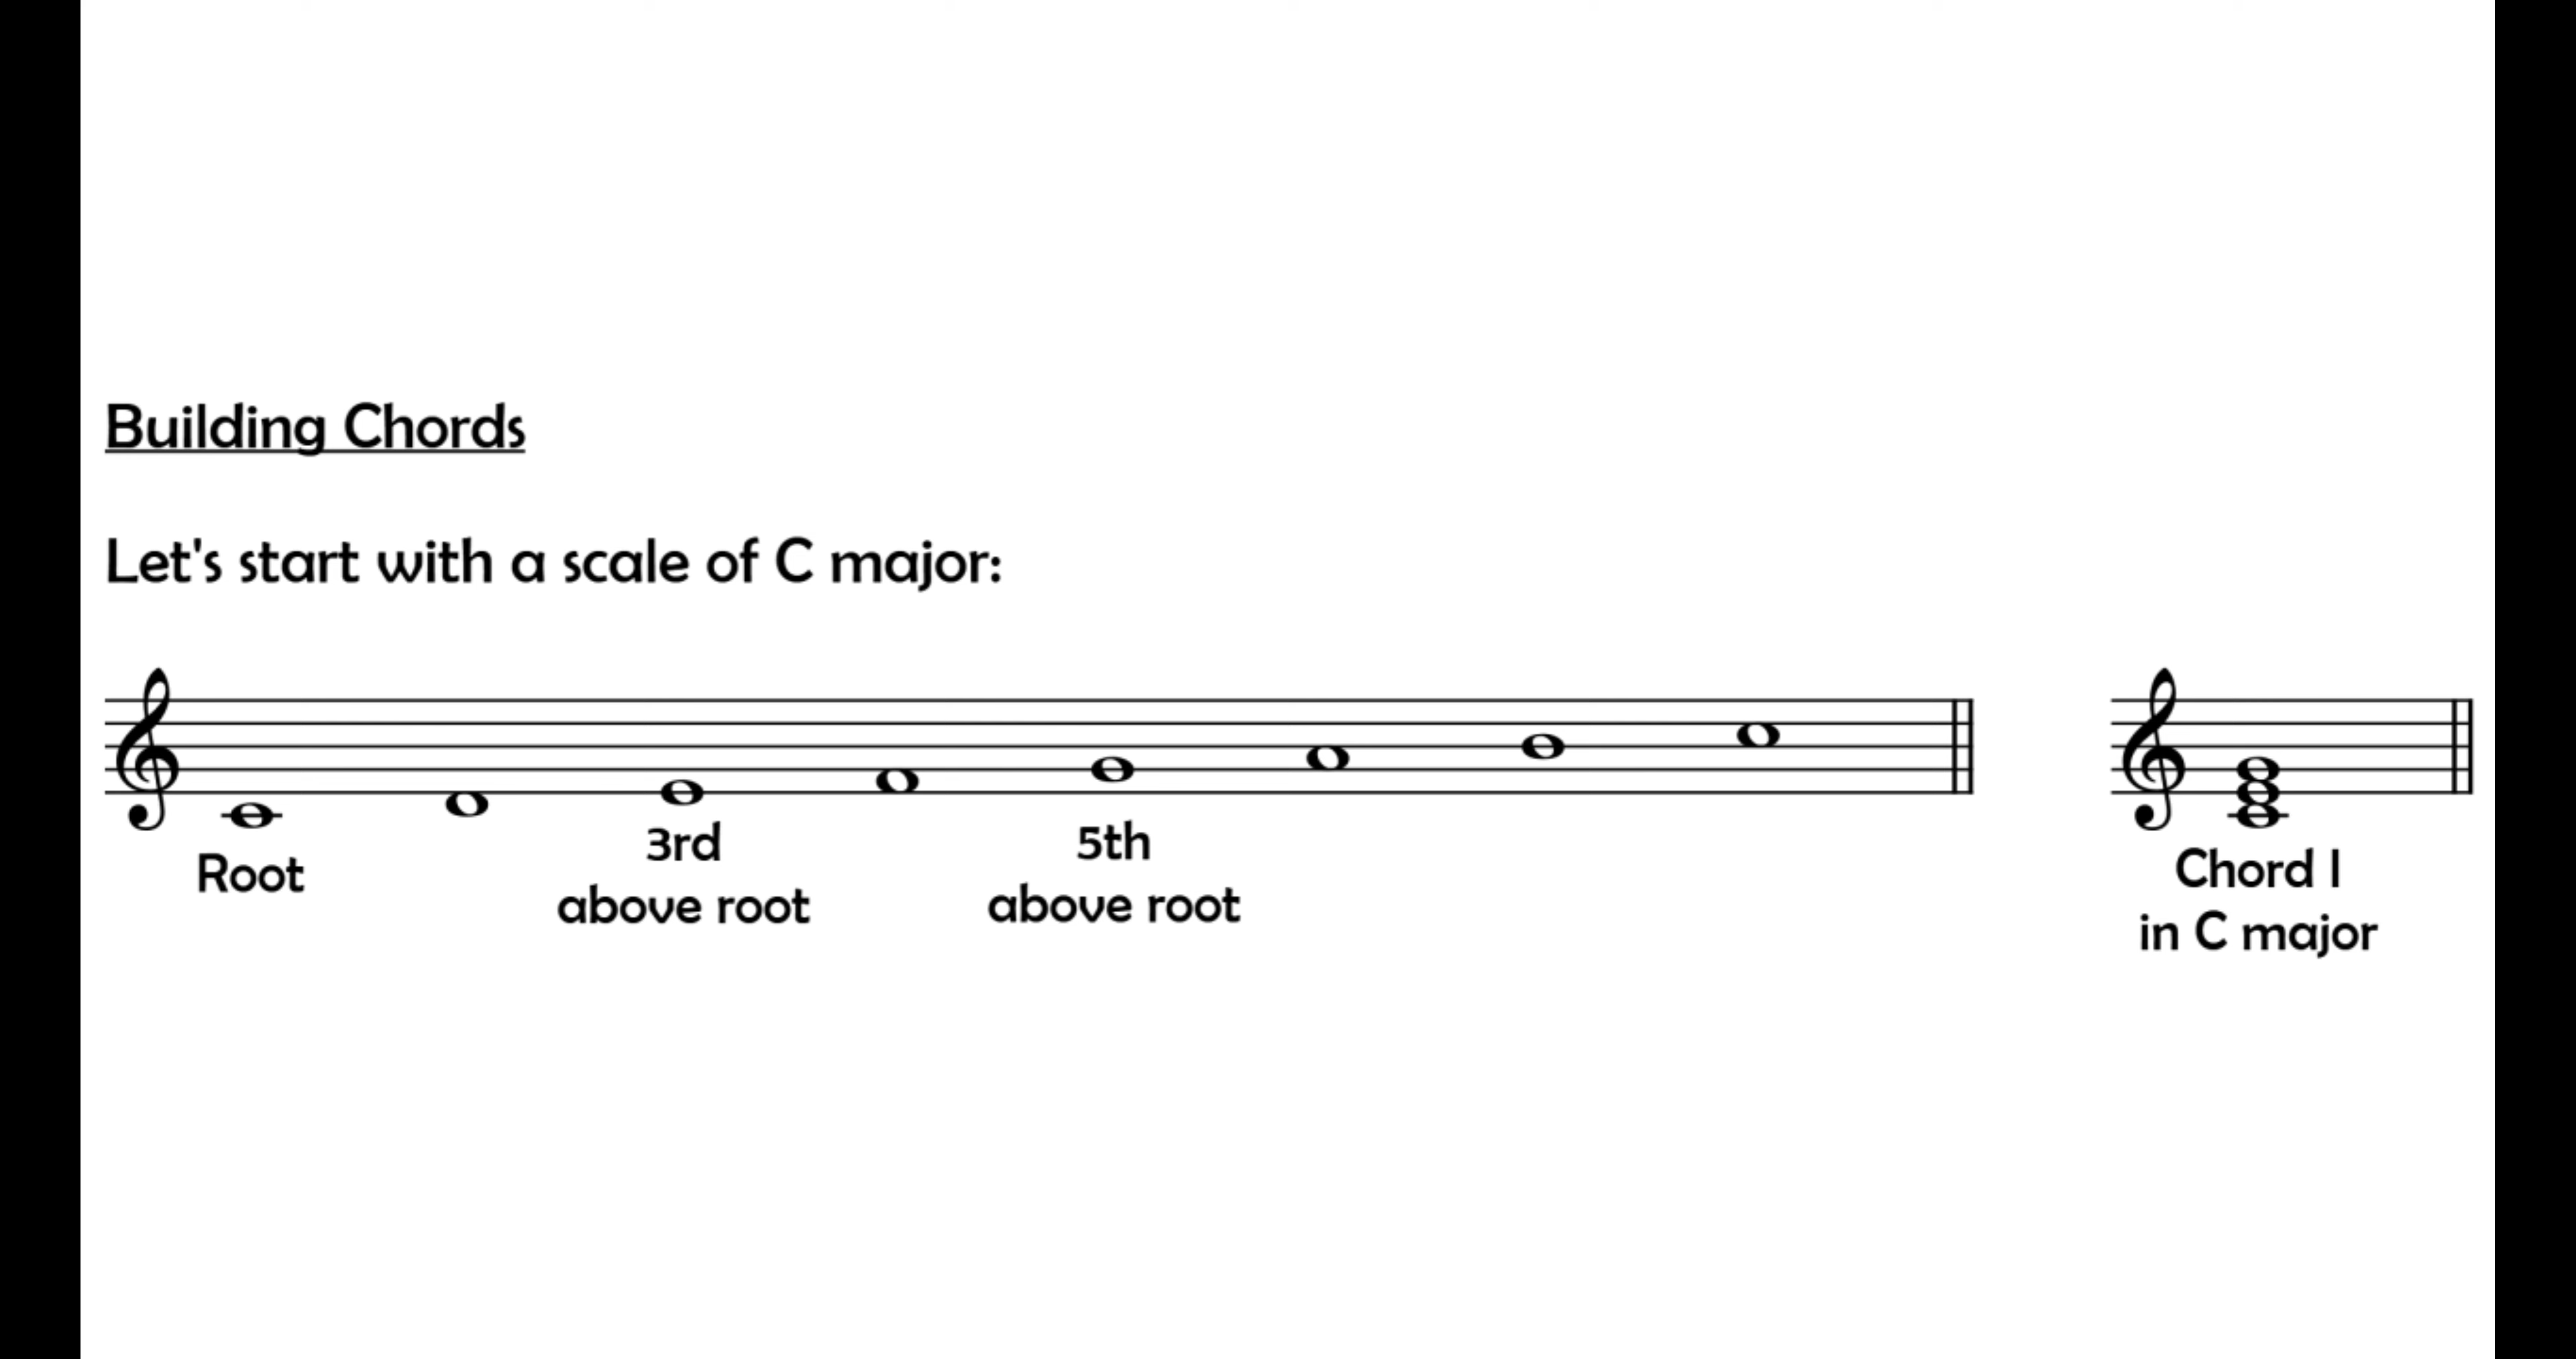 Building Chords
Let's start with a scale of C major:
Root
3rd
above root
5th
above root
Chord I
in C major